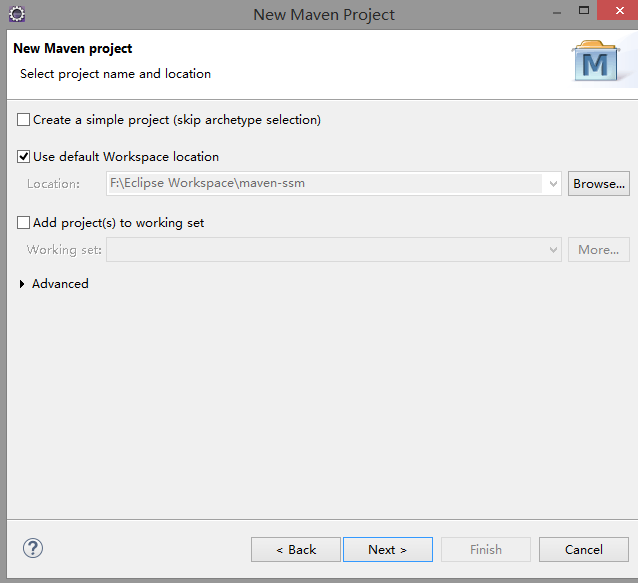 New Maven Project
New Maven project
Select project name and location
M
Create a simple project (skip archetype selection)
Use default Workspace location
Location:
F:\Eclipse Workspace\maven-ssm
Browse...
Add project(s) to working set
Working set:
More...
Advanced
?
< Back
Next >
Finish
Cancel